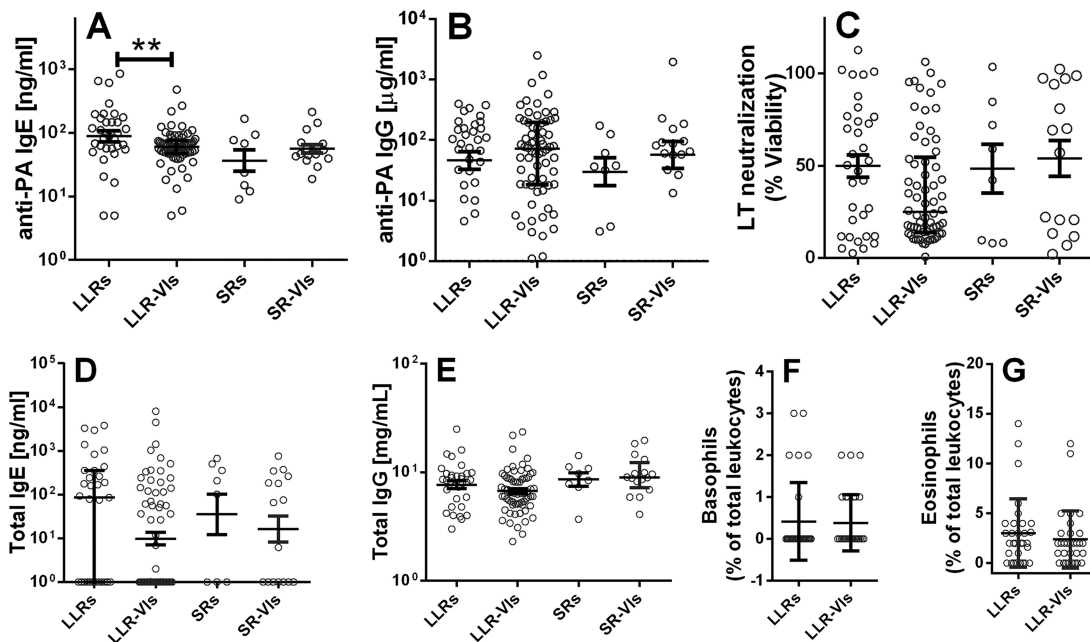 A
**
anti-PA IgE [ng/ml]
10³
10²
10¹
10⁰
LLRs
LLR-VIs
SRs
SR-VIs
B
anti-PA IgG [µg/ml]
10⁴
10³
10²
10¹
10⁰
LLRs
LLR-VIs
SRs
SR-VIs
C
LT neutralization
(% Viability)
100
50
0
LLRs
LLR-VIs
SRs
SR-VIs
D
Total IgE [ng/ml]
10⁵
10⁴
10³
10²
10¹
10⁰
LLRs
LLR-VIs
SRs
SR-VIs
E
Total IgG [mg/mL]
10²
10¹
10⁰
LLRs
LLR-VIs
SRs
SR-VIs
F
Basophils
(% of total leukocytes)
4
3
2
1
0
-1
LLRs
LLR-VIs
G
Eosinophils
(% of total leukocytes)
20
15
10
5
0
LLRs
LLR-VIs